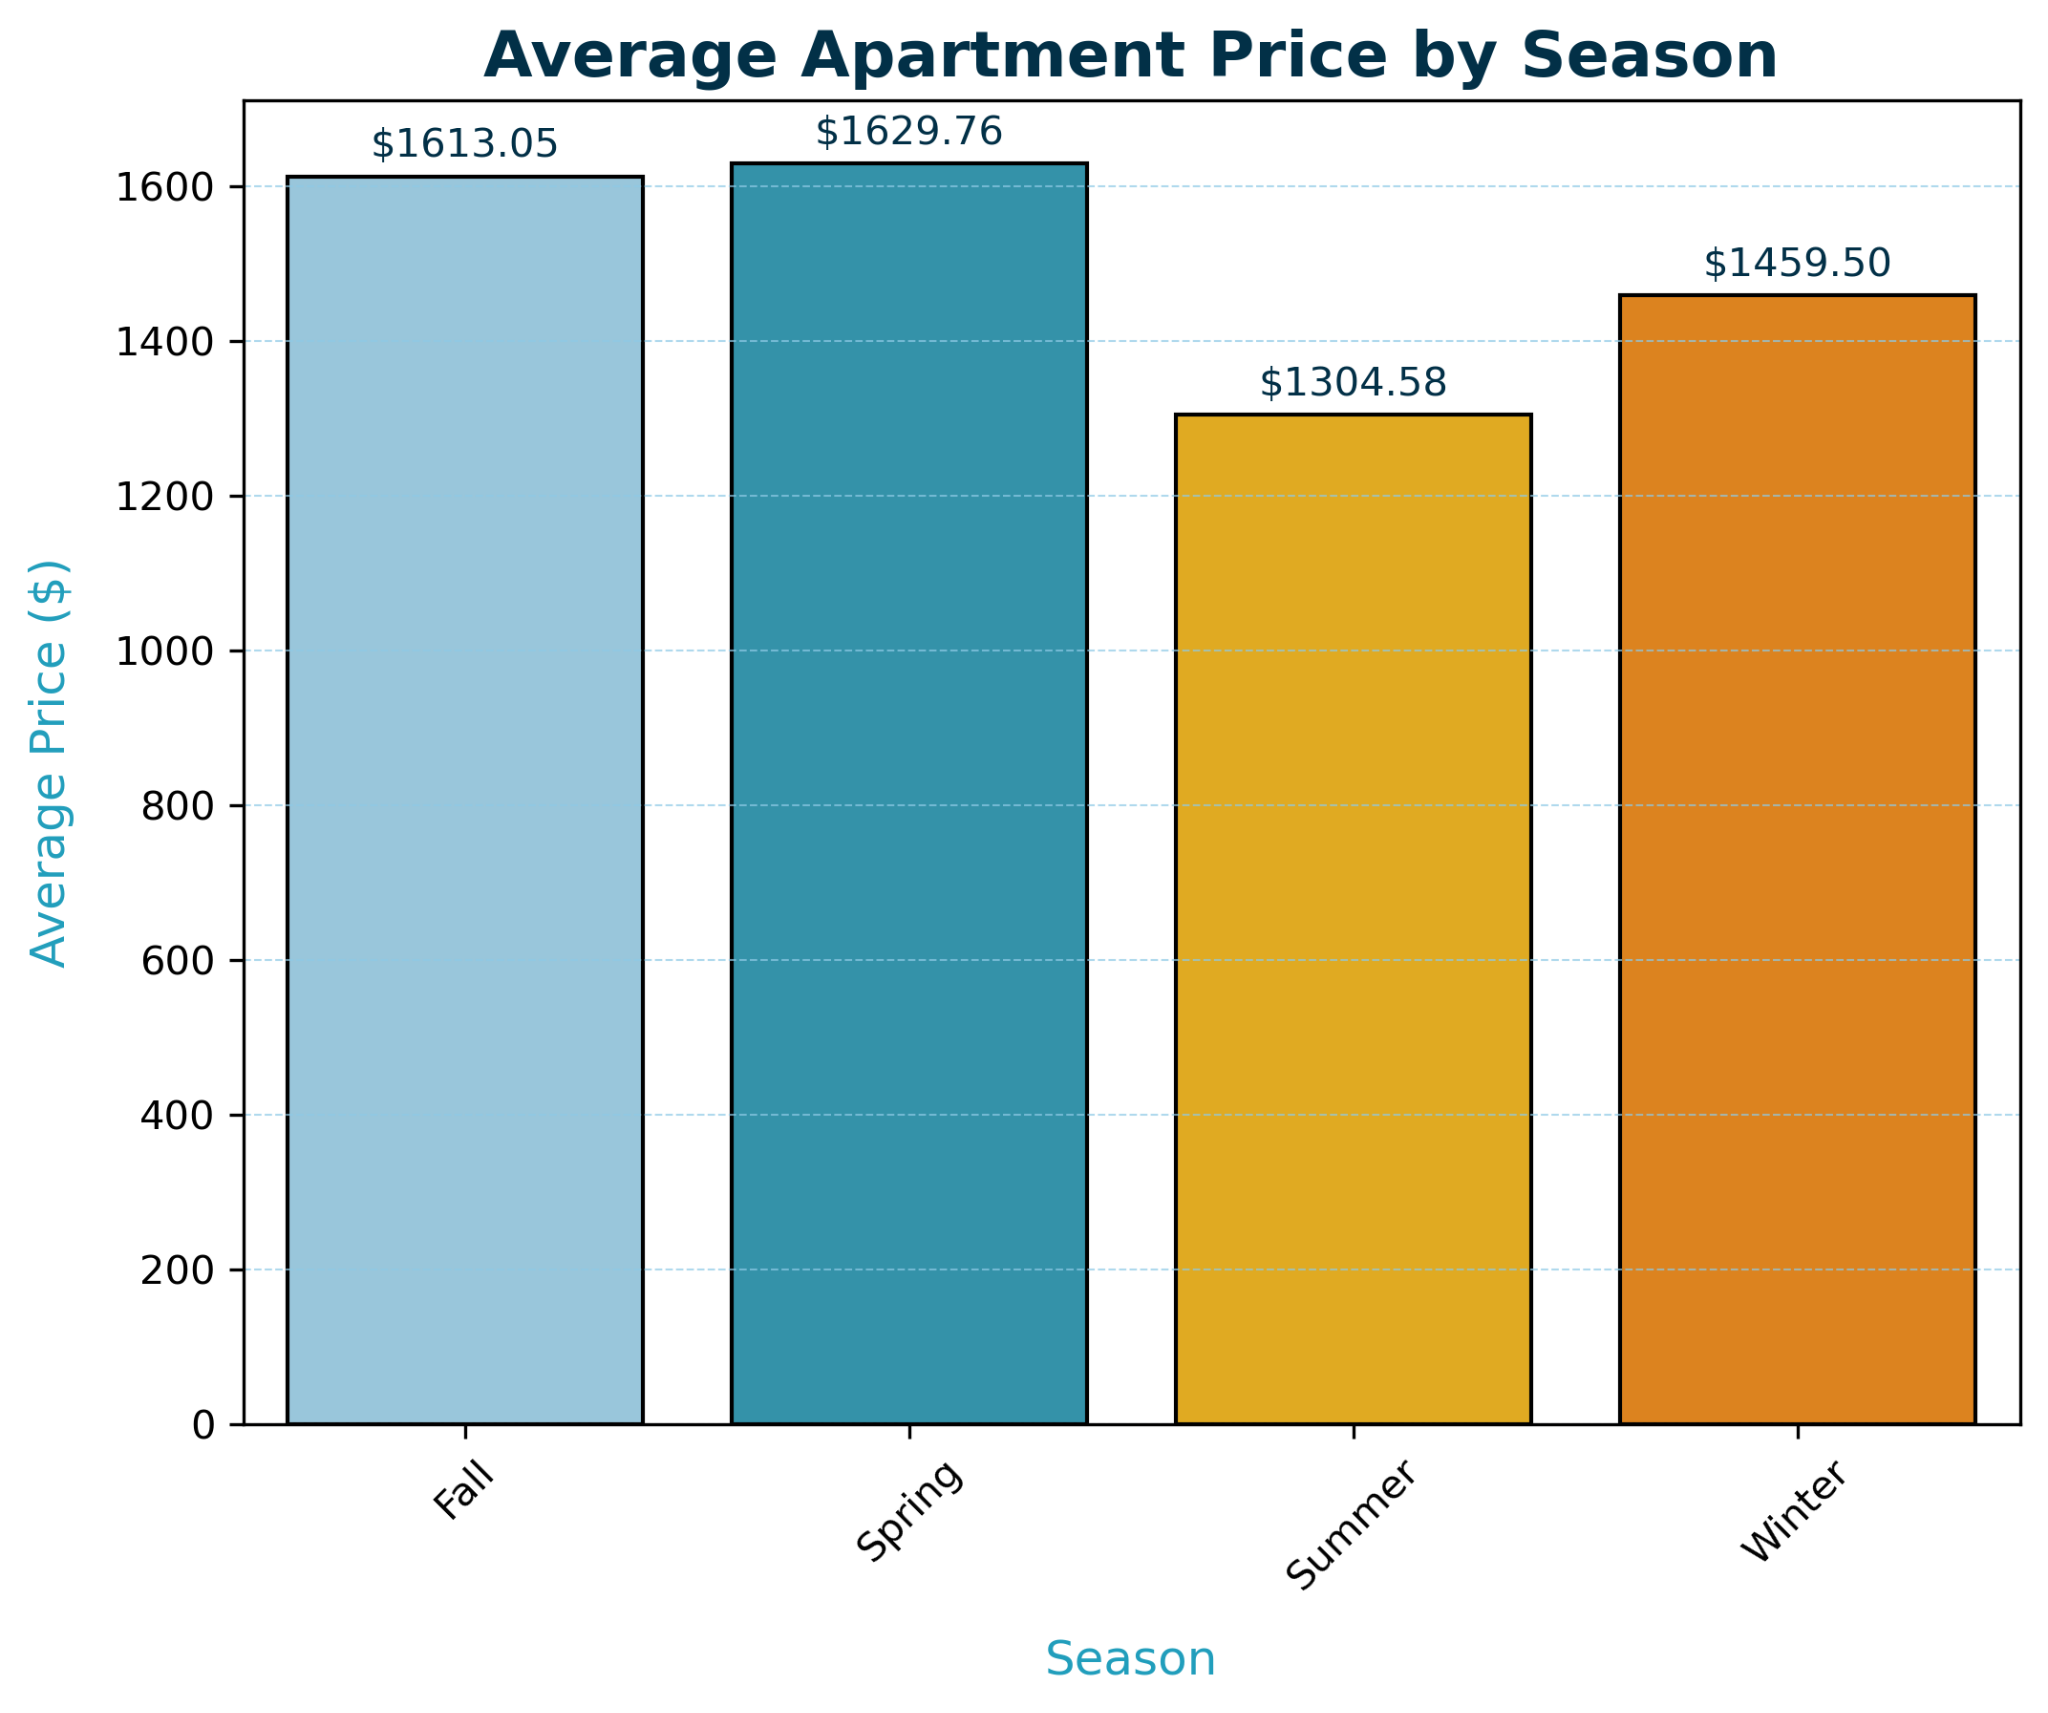 Average Apartment Price by Season
$1613.05
$1629.76
$1304.58
$1459.50
Average Price ($)
1600
1400
1200
1000
800
600
400
200
0
Fall
Spring
Summer
Winter
Season